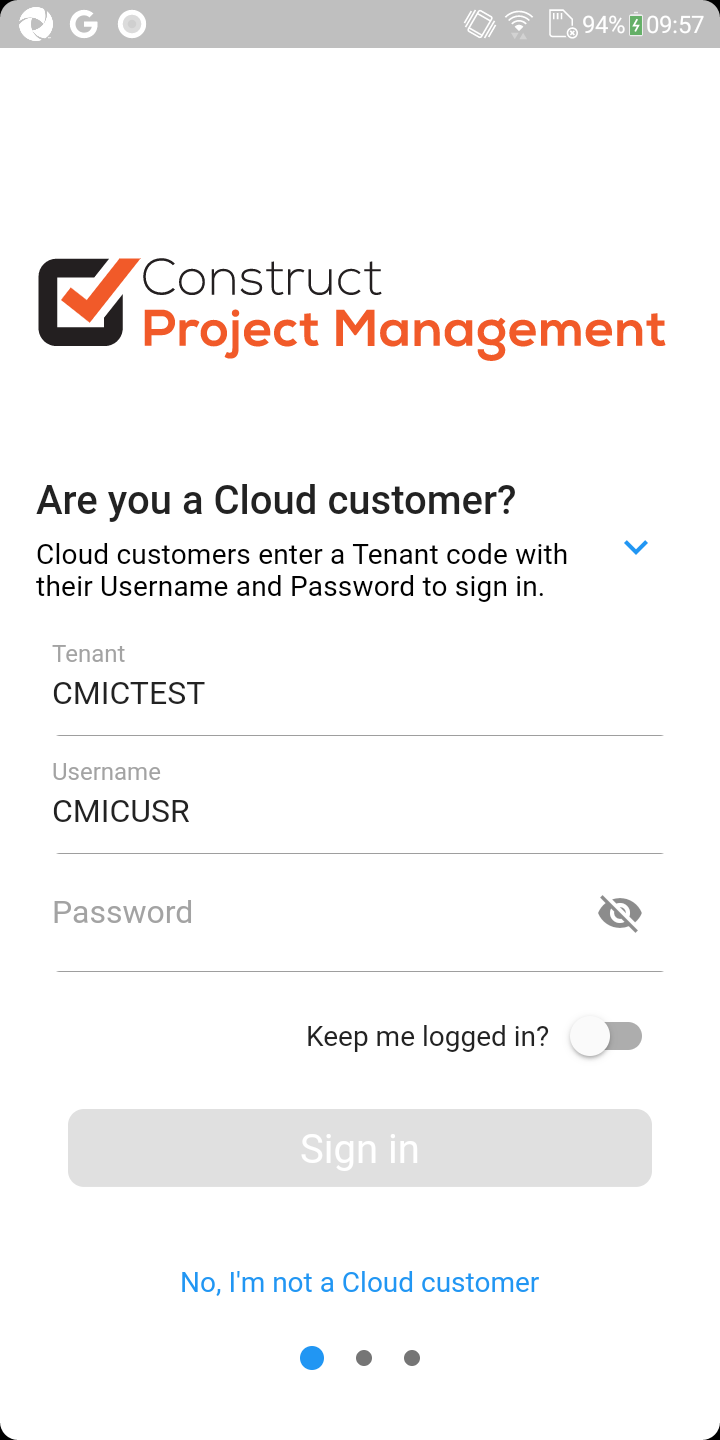 94% 09:57
Construct
Project Management
Are you a Cloud customer?
Cloud customers enter a Tenant code with
their Username and Password to sign in.
Tenant
CMICTEST
Username
CMICUSR
Password
Keep me logged in?
Sign in
No, I'm not a Cloud customer